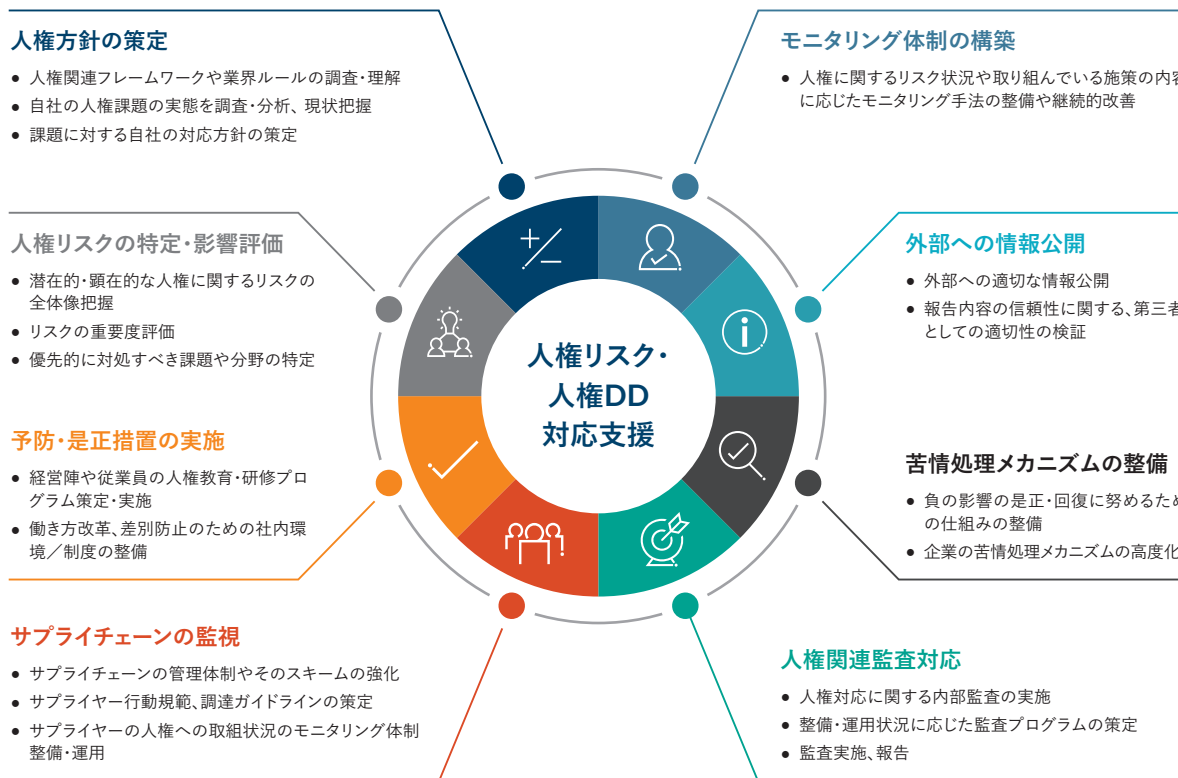 人権方針の策定
● 人権関連フレームワークや業界ルールの調査・理解
● 自社の人権課題の実態を調査・分析、現状把握
● 課題に対する自社の対応方針の策定
モニタリング体制の構築
● 人権に関するリスク状況や取り組んでいる施策の内容
に応じたモニタリング手法の整備や継続的改善
人権リスクの特定・影響評価
● 潜在的・顕在的な人権に関するリスクの
全体像把握
● リスクの重要度評価
● 優先的に対処すべき課題や分野の特定
外部への情報公開
● 外部への適切な情報公開
● 報告内容の信頼性に関する、第三者
としての適切性の検証
人権リスク・
人権DD
対応支援
予防・是正措置の実施
● 経営陣や従業員の人権教育・研修プロ
グラム策定・実施
● 働き方改革、差別防止のための社内環
境／制度の整備
苦情処理メカニズムの整備
● 負の影響の是正・回復に努めるため
の仕組みの整備
● 企業の苦情処理メカニズムの高度化
サプライチェーンの監視
● サプライチェーンの管理体制やそのスキームの強化
● サプライヤー行動規範、調達ガイドラインの策定
● サプライヤーの人権への取組状況のモニタリング体制
整備・運用
人権関連監査対応
● 人権対応に関する内部監査の実施
● 整備・運用状況に応じた監査プログラムの策定
● 監査実施、報告